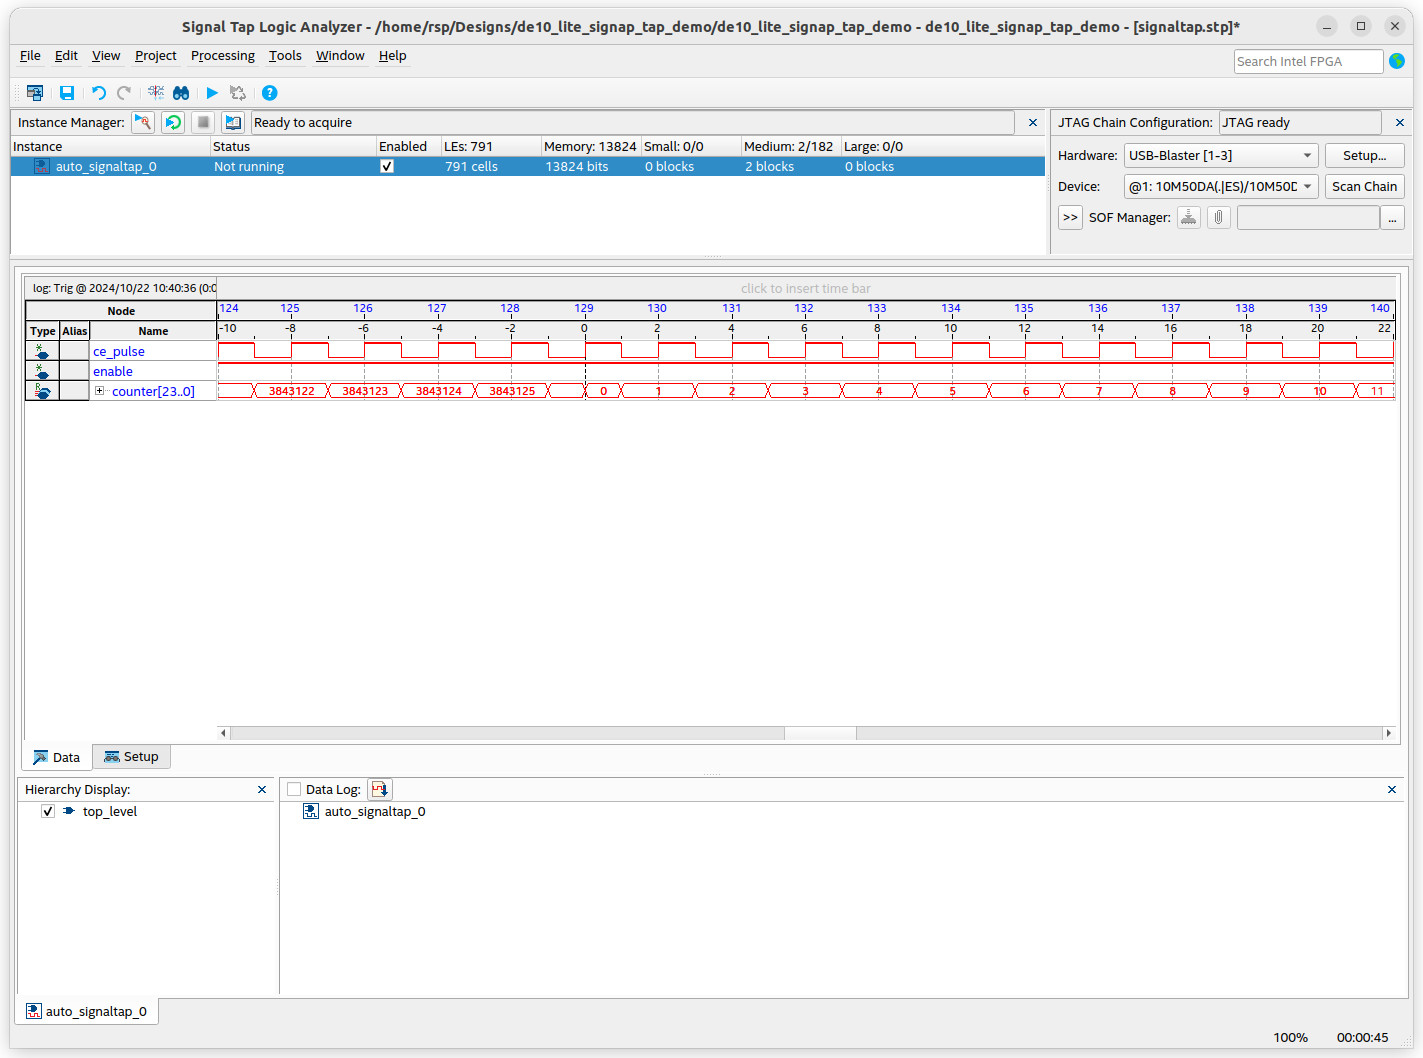 Signal Tap Logic Analyzer - /home/rsp/Designs/de10_lite_signap_tap_demo/de10_lite_signap_tap_demo - de10_lite_signap_tap_demo - [signaltap.stp]*
File Edit View Project Processing Tools Window Help
Search Intel FPGA
Instance Manager: Ready to acquire
Instance Status Enabled LEs: 791 Memory: 13824 Small: 0/0 Medium: 2/182 Large: 0/0
auto_signaltap_0 Not running 791 cells 13824 bits 0 blocks 2 blocks 0 blocks
JTAG Chain Configuration: JTAG ready
Hardware: USB-Blaster [1-3] Setup...
Device: @1: 10M50DA(.|ES)/10M50D Scan Chain
>> SOF Manager: ...
log: Trig @ 2024/10/22 10:40:36 (0:0 click to insert time bar
Node 124 125 126 127 128 129 130 131 132 133 134 135 136 137 138 139 140
Type Alias Name -10 -8 -6 -4 -2 0 2 4 6 8 10 12 14 16 18 20 22
ce_pulse
enable
counter[23..0] 3843122 3843123 3843124 3843125 0 1 2 3 4 5 6 7 8 9 10 11
Data Setup
Hierarchy Display:
top_level
Data Log:
auto_signaltap_0
auto_signaltap_0
100% 00:00:45